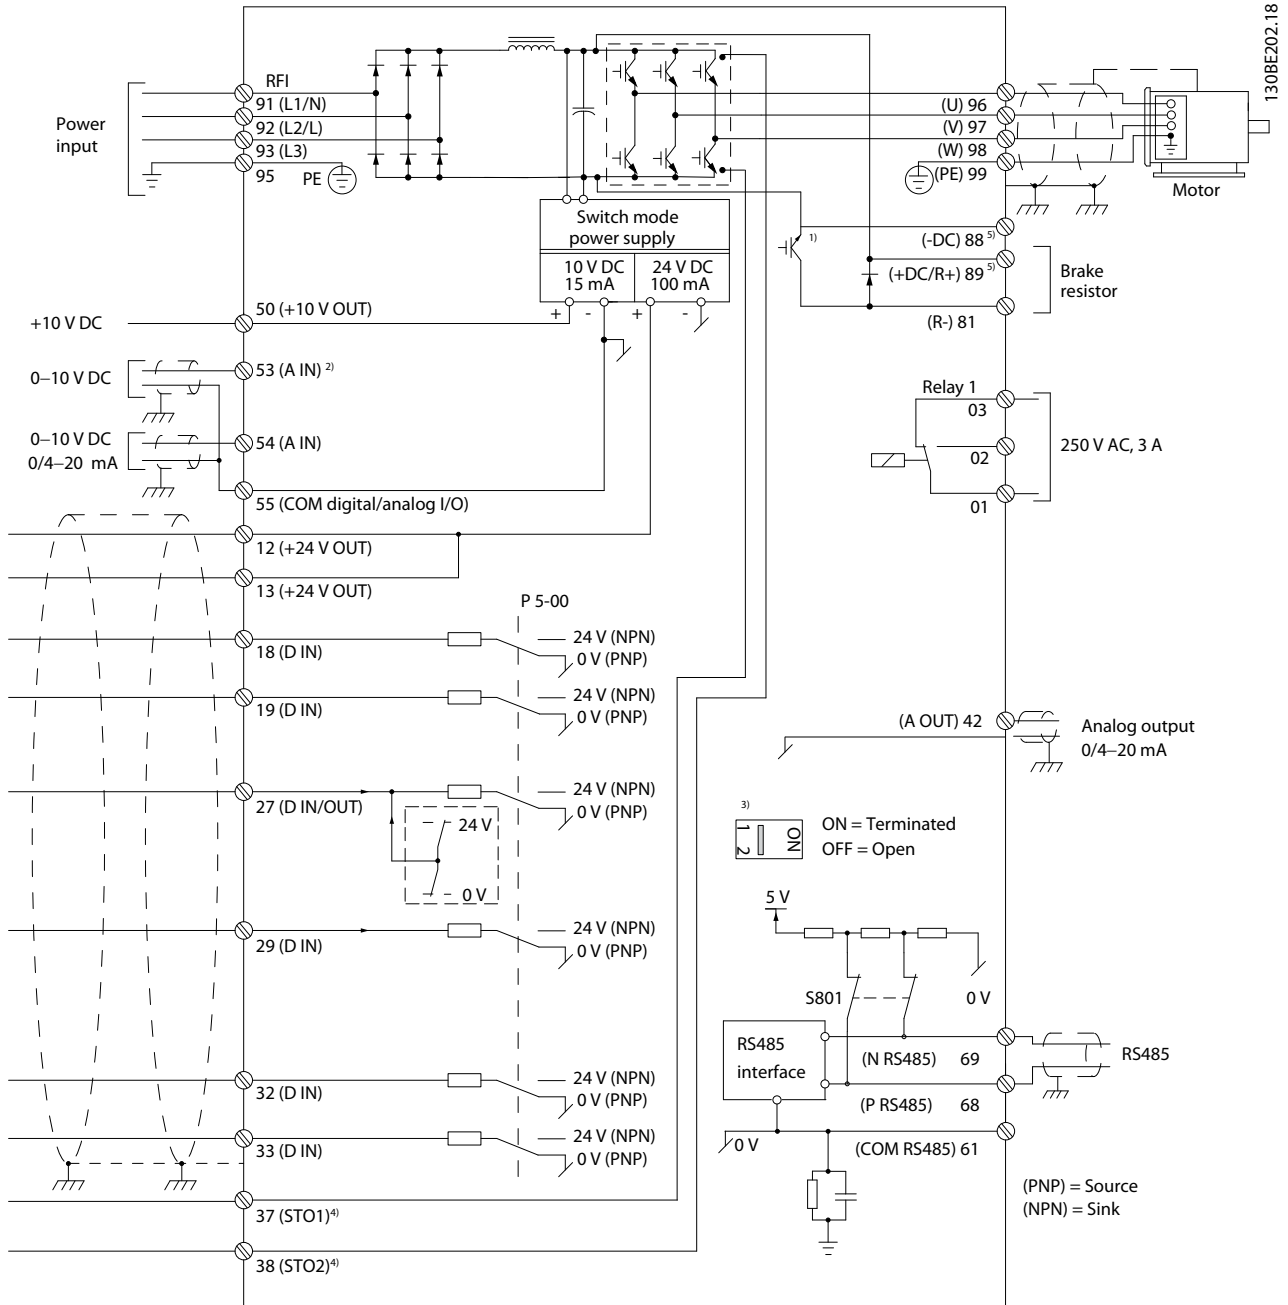 130BE202.18
Power
input
RFI
91 (L1/N)
92 (L2/L)
93 (L3)
95
PE
(U) 96
(V) 97
(W) 98
(PE) 99
Motor
Switch mode
power supply
10 V DC
15 mA
24 V DC
100 mA
+
-
+
-
1)
(-DC) 88 5)
(+DC/R+) 89 5)
(R-) 81
Brake
resistor
+10 V DC
50 (+10 V OUT)
0–10 V DC
53 (A IN) 2)
0–10 V DC
0/4–20 mA
54 (A IN)
55 (COM digital/analog I/O)
Relay 1
03
02
01
250 V AC, 3 A
12 (+24 V OUT)
13 (+24 V OUT)
P 5-00
18 (D IN)
24 V (NPN)
0 V (PNP)
19 (D IN)
24 V (NPN)
0 V (PNP)
27 (D IN/OUT)
24 V
0 V
24 V (NPN)
0 V (PNP)
29 (D IN)
24 V (NPN)
0 V (PNP)
32 (D IN)
24 V (NPN)
0 V (PNP)
33 (D IN)
24 V (NPN)
0 V (PNP)
37 (STO1)4)
38 (STO2)4)
(A OUT) 42
Analog output
0/4–20 mA
3)
1 2
ON
ON = Terminated
OFF = Open
5 V
S801
0 V
RS485
interface
(N RS485) 69
(P RS485) 68
RS485
0 V
(COM RS485) 61
(PNP) = Source
(NPN) = Sink